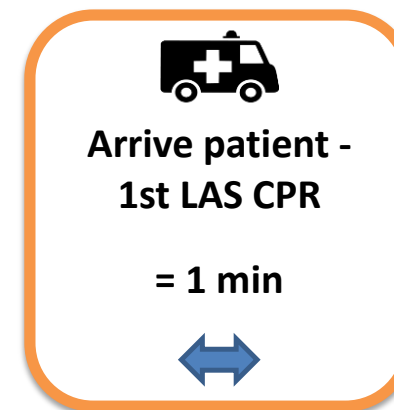 Arrive patient -
1st LAS CPR
= 1 min